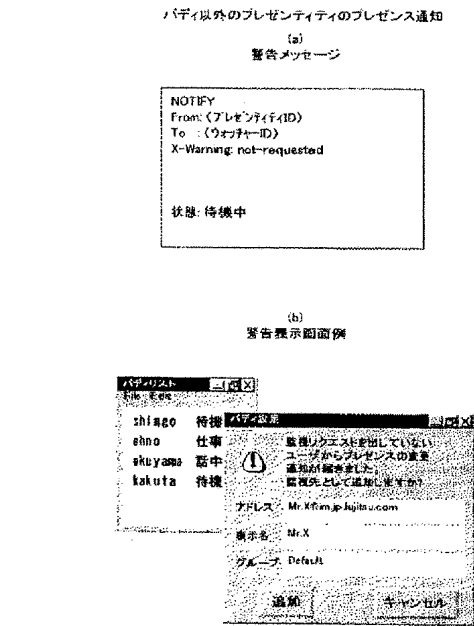 バディ以外のプレゼンティティのプレゼンス通知
(a)
警告メッセージ
NOTIFY
From:〈プレゼンティティID〉
To :〈ウォッチャーID〉
X-Warning: not-requested
状態: 待機中
(b)
警告表示画面例
バディリスト
File Edit
shingo 待機
ohno 仕事
okuyama 話中
kakuta 待機
バディ設定
監視リクエストを出していない
ユーザからプレゼンスの変更
通知が届きました。
監視先として追加しますか?
アドレス: Mr.X@im.jp.fujitsu.com
表示名: Mr.X
グループ: Default
追加 キャンセル